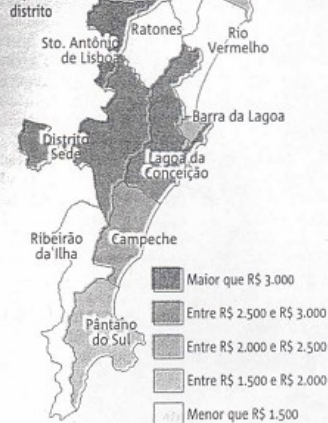 distrito
Ratones
Rio
Vermelho
Sto. Antônio
de Lisboa
Barra da Lagoa
Distrito
Sede
Lagoa da
Conceição
Ribeirão
da Ilha
Campeche
Pântano
do Sul
Maior que R$ 3.000
Entre R$ 2.500 e R$ 3.000
Entre R$ 2.000 e R$ 2.500
Entre R$ 1.500 e R$ 2.000
Menor que R$ 1.500